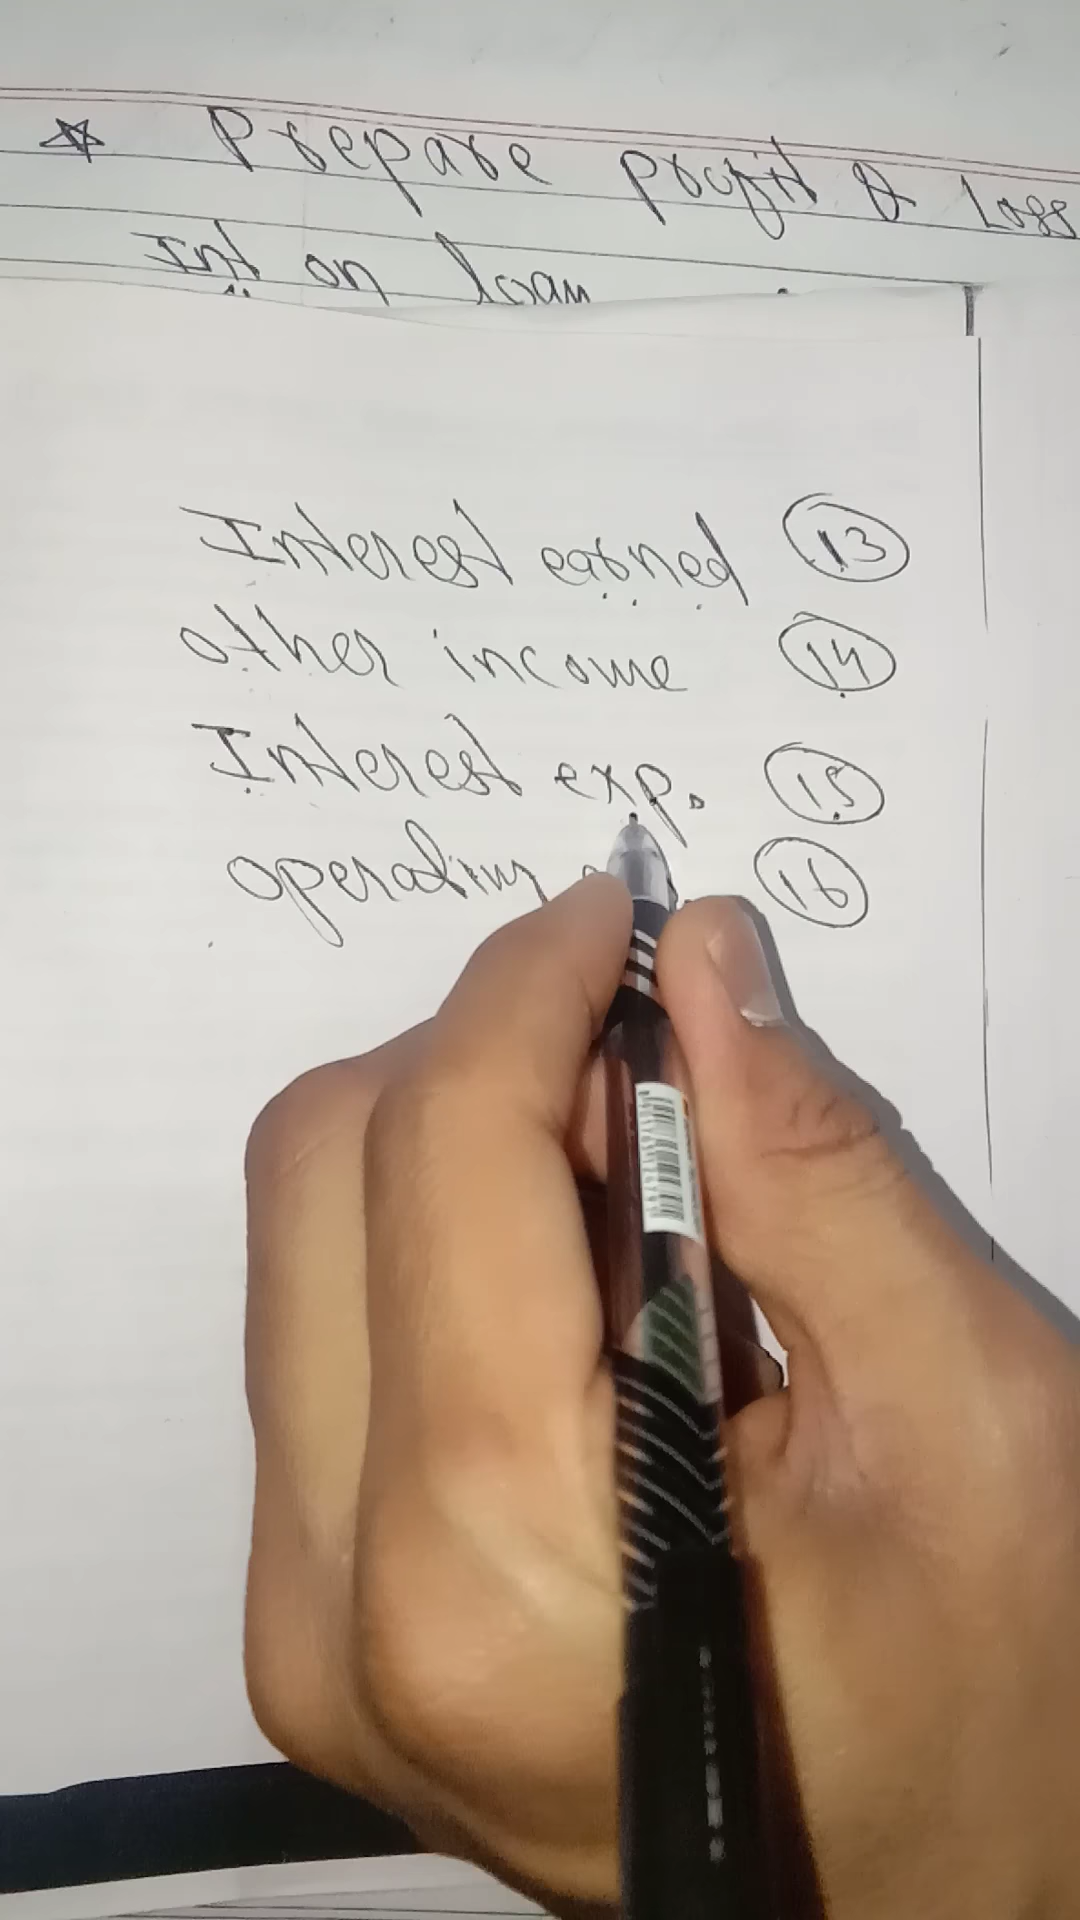 Prepare profit & Loss
Int on loan
Interest earned 13
other income 14
Interest exp. 15
operating 16